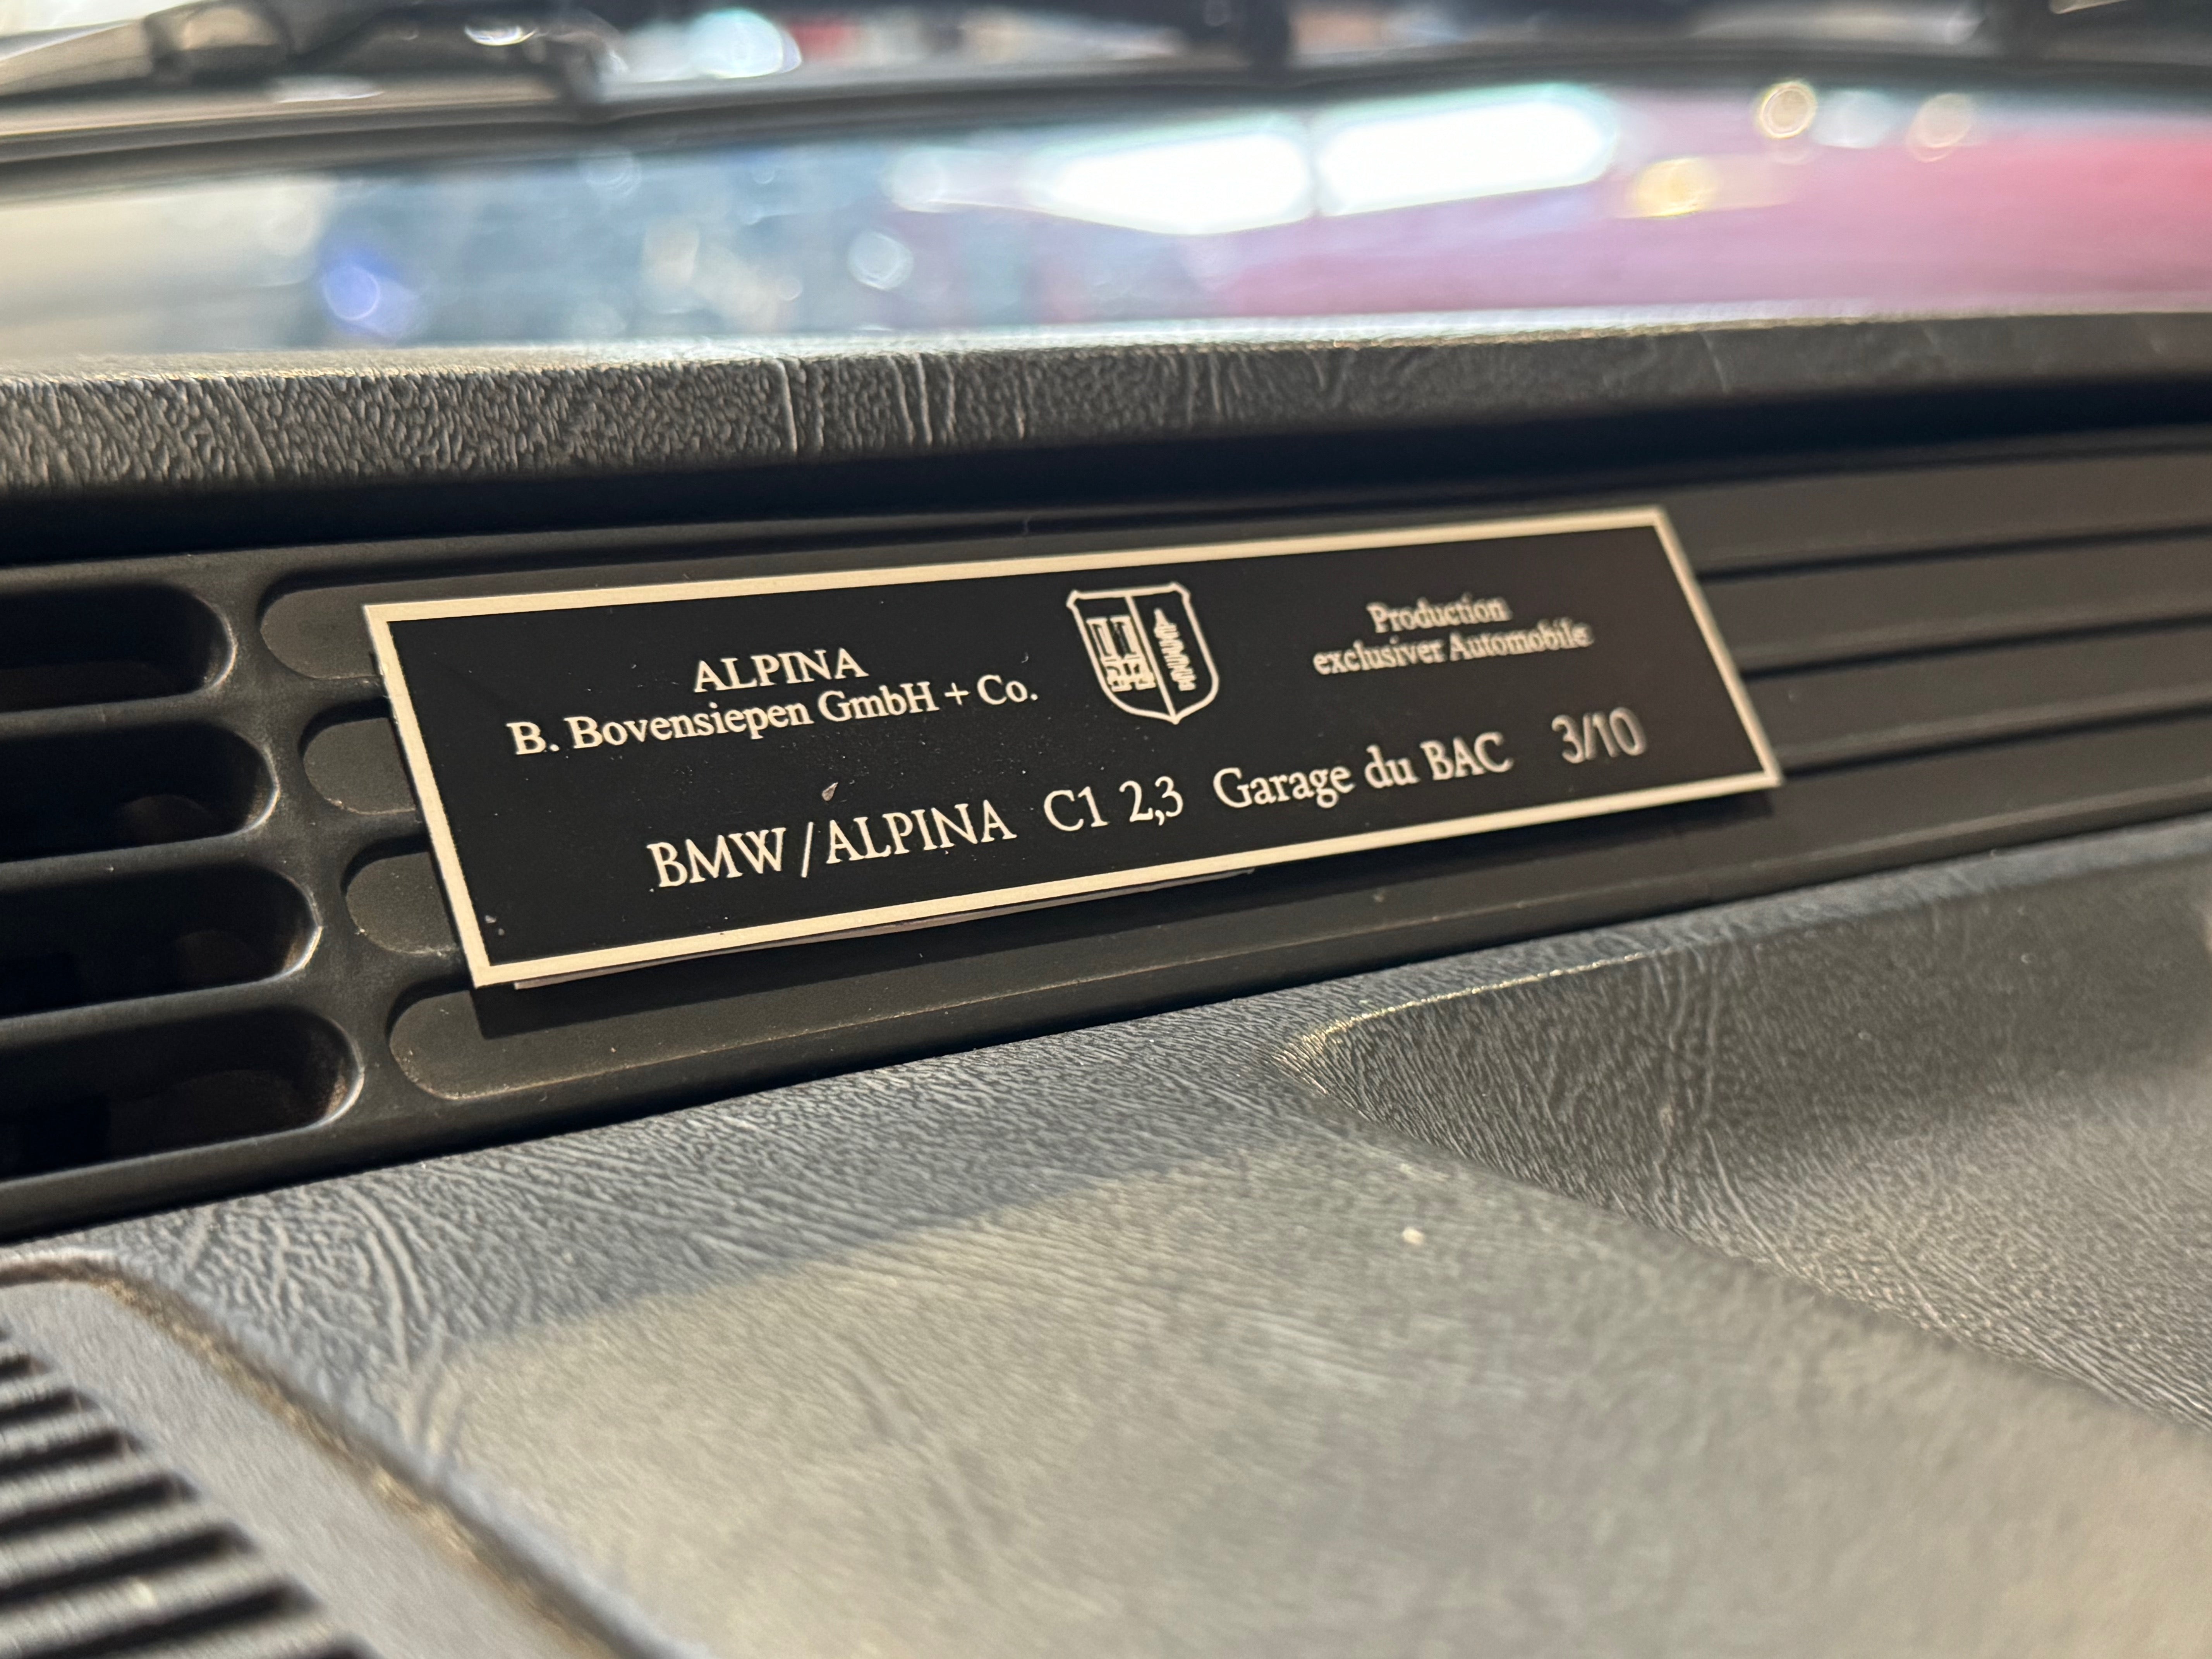 ALPINA
B. Bovensiepen GmbH + Co.
Production
exclusiver Automobile
BMW/ALPINA C1 2,3 Garage du BAC 3/10